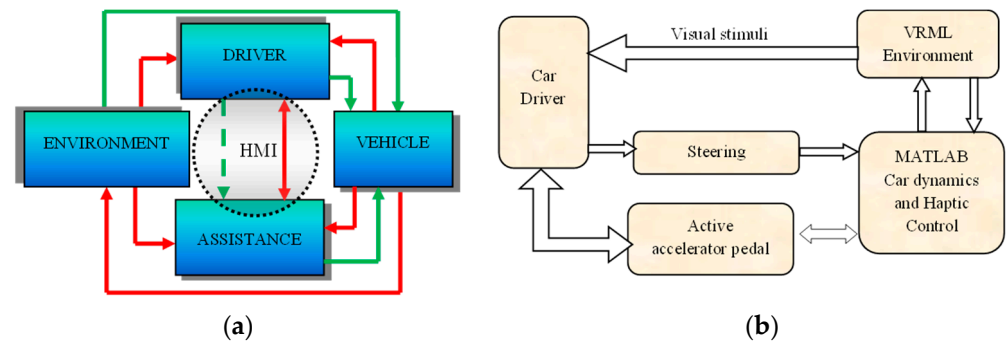 DRIVER
ENVIRONMENT
HMI
VEHICLE
ASSISTANCE
(a)
Car
Driver
Visual stimuli
VRML
Environment
Steering
MATLAB
Car dynamics
and Haptic
Control
Active
accelerator pedal
(b)